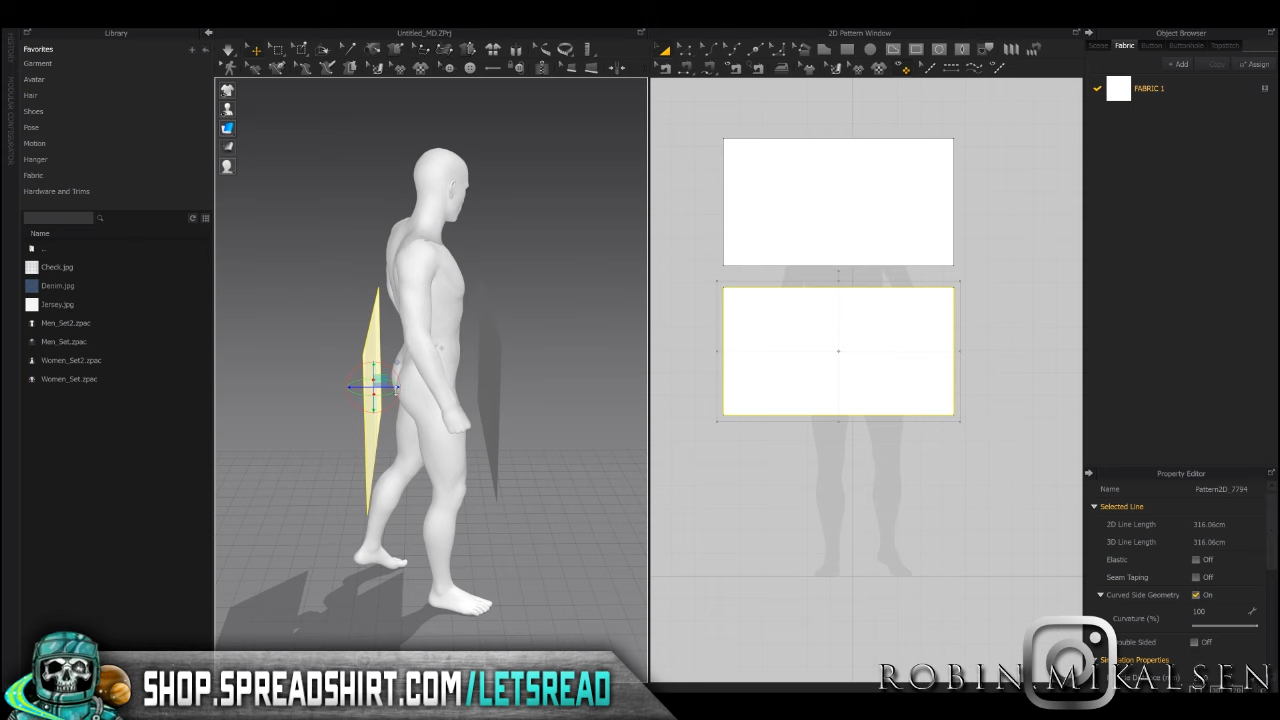 Library
Untitled_MD.ZPrj
2D Pattern Window
Object Browser
HISTORY
MODULAR CONFIGURATOR
Favorites
Garment
Avatar
Hair
Shoes
Pose
Motion
Hanger
Fabric
Hardware and Trims
Name
..
Check.jpg
Denim.jpg
Jersey.jpg
Men_Set2.zpac
Men_Set.zpac
Women_Set2.zpac
Women_Set.zpac
Scene Fabric Button Buttonhole Topstitch
+ Add Copy Assign
FABRIC 1
Property Editor
Name Pattern2D_7794
Selected Line
2D Line Length 316.06cm
3D Line Length 316.06cm
Elastic Off
Seam Taping Off
Curved Side Geometry On
Curvature (%) 100
Off
SHOP.SPREADSHIRT.COM/LETSREAD
ROBIN.MIKALSEN